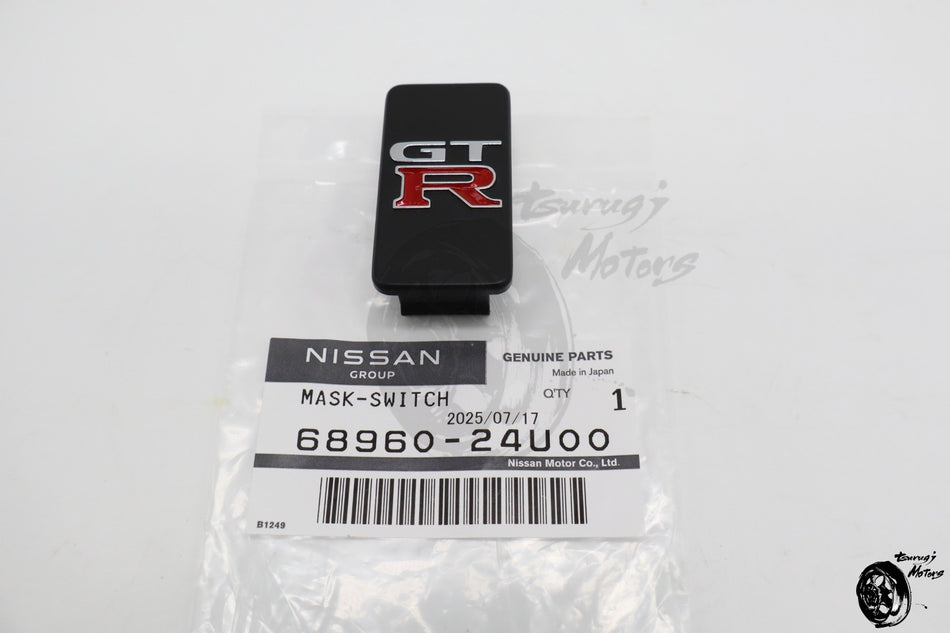 GT
R
tsurugi
Motors
NISSAN
GROUP
GENUINE PARTS
Made in Japan
MASK-SWITCH
Q'TY 1
2025/07/17
68960-24U00
Nissan Motor Co., Ltd.
B1249
tsurugi
Motors